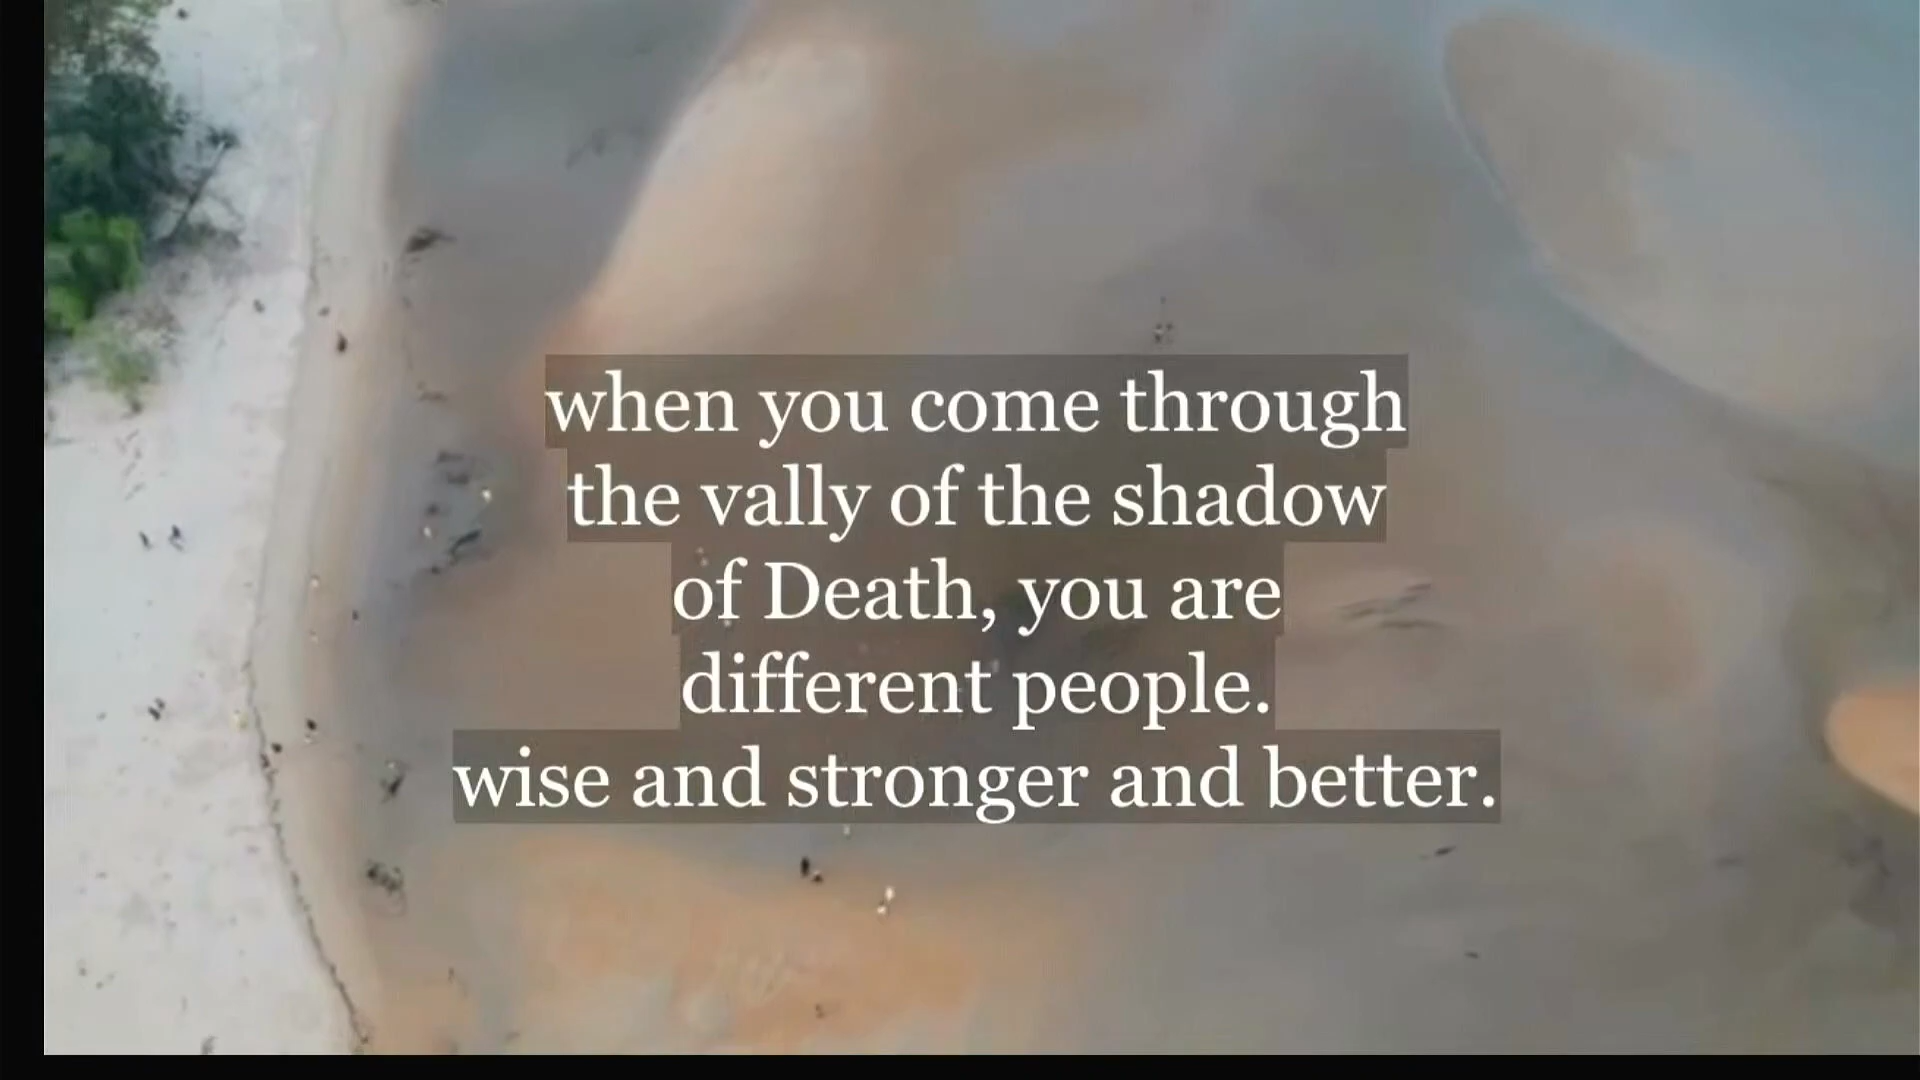 when you come through
the vally of the shadow
of Death, you are
different people.
wise and stronger and better.